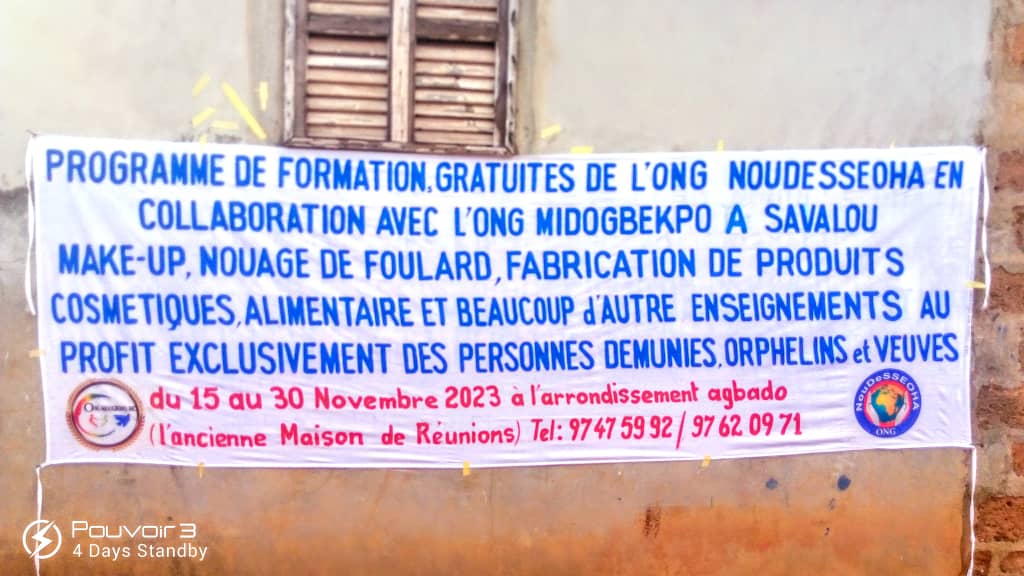 PROGRAMME DE FORMATION, GRATUITES DE L'ONG NOUDESSEOHA EN
COLLABORATION AVEC L'ONG MIDOGBEKPO A SAVALOU
MAKE-UP, NOUAGE DE FOULARD, FABRICATION DE PRODUITS
COSMETIQUES, ALIMENTAIRE ET BEAUCOUP d'AUTRE ENSEIGNEMENTS AU
PROFIT EXCLUSIVEMENT DES PERSONNES DEMUNIES, ORPHELINS et VEUVES
du 15 au 30 Novembre 2023 à l'arrondissement agbado
(l'ancienne Maison de Réunions) Tel: 97 47 59 92 / 97 62 09 71
NouDeSSEOHA
ONG
Pouvoir 3
4 Days Standby